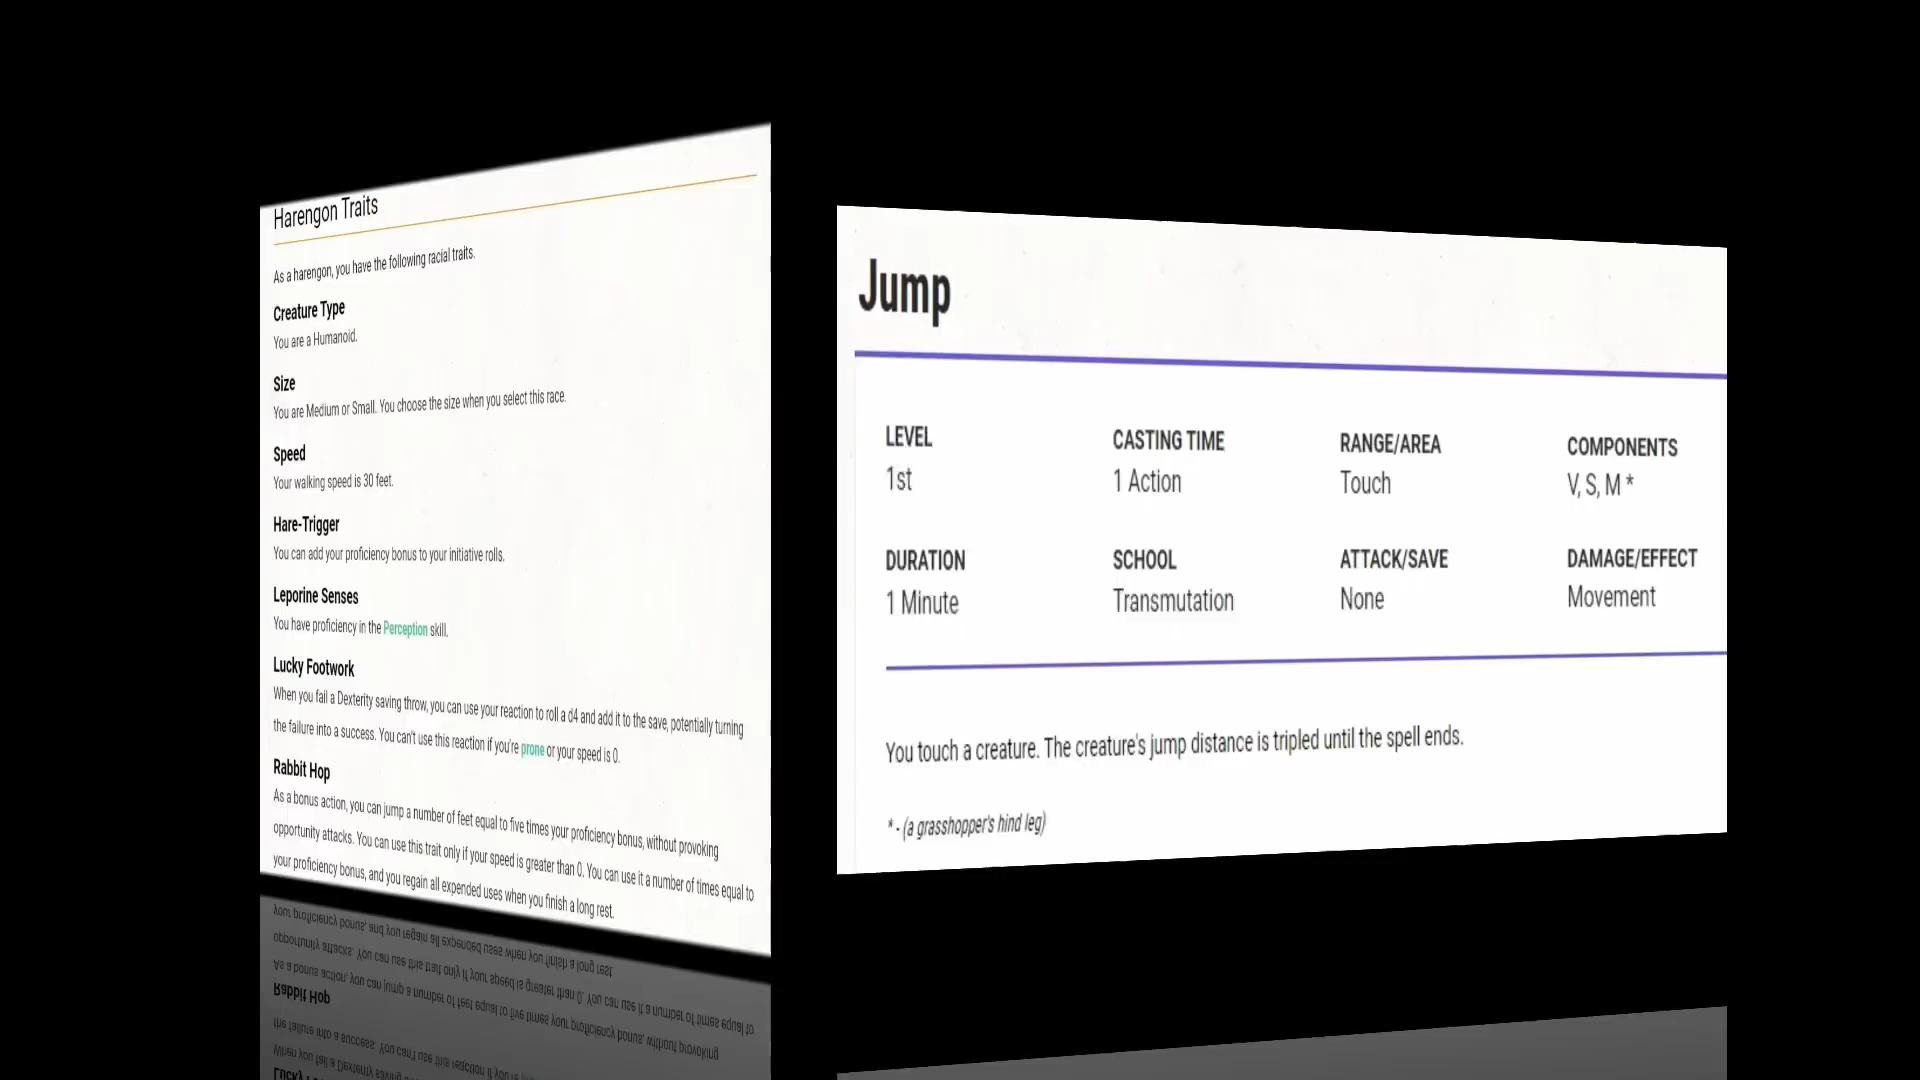 Harengon Traits
As a harengon, you have the following racial traits.
Creature Type
You are a Humanoid.
Size
You are Medium or Small. You choose the size when you select this race.
Speed
Your walking speed is 30 feet.
Hare-Trigger
You can add your proficiency bonus to your initiative rolls.
Leporine Senses
You have proficiency in the Perception skill.
Lucky Footwork
When you fail a Dexterity saving throw, you can use your reaction to roll a d4 and add it to the save, potentially turning
the failure into a success. You can't use this reaction if you're prone or your speed is 0.
Rabbit Hop
As a bonus action, you can jump a number of feet equal to five times your proficiency bonus, without provoking
opportunity attacks. You can use this trait only if your speed is greater than 0. You can use it a number of times equal to
your proficiency bonus, and you regain all expended uses when you finish a long rest.
Jump
LEVEL CASTING TIME RANGE/AREA COMPONENTS
1st 1 Action Touch V, S, M *
DURATION SCHOOL ATTACK/SAVE DAMAGE/EFFECT
1 Minute Transmutation None Movement
You touch a creature. The creature's jump distance is tripled until the spell ends.
* - (a grasshopper's hind leg)